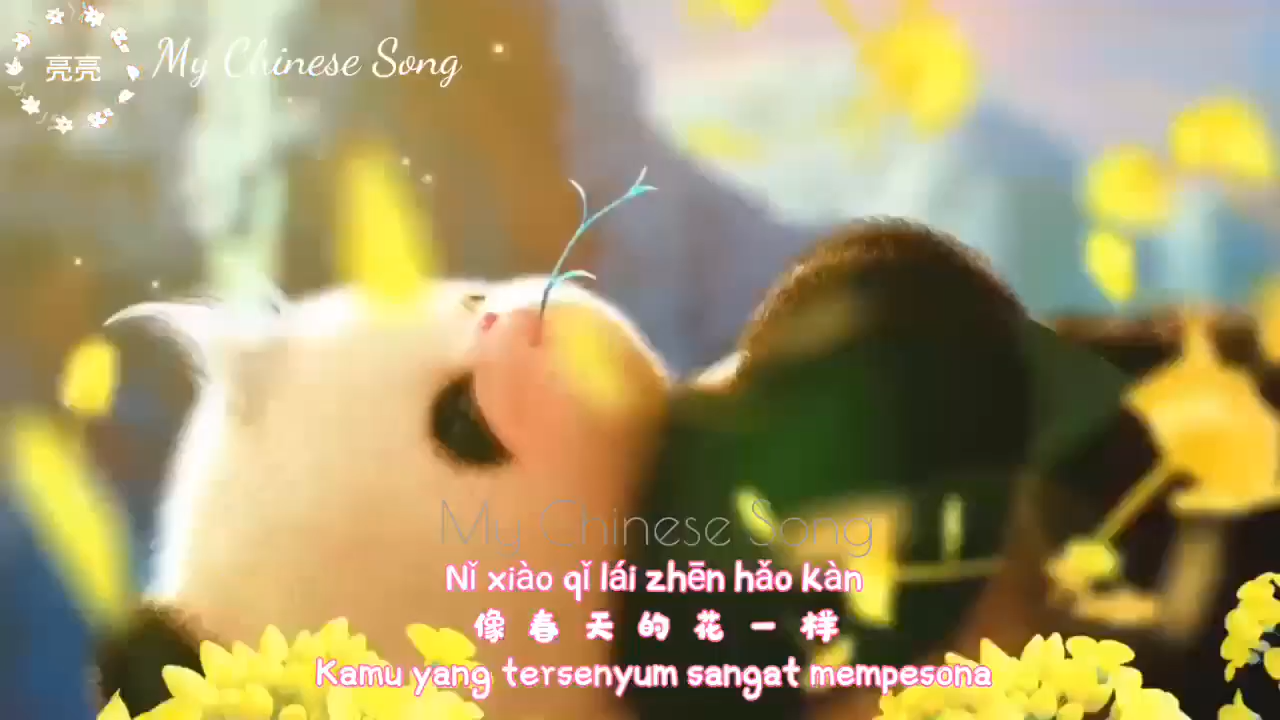 亮亮
My Chinese Song
My Chinese Song
Nǐ xiào qǐ lái zhēn hǎo kàn
像春天的花一样
Kamu yang tersenyum sangat mempesona